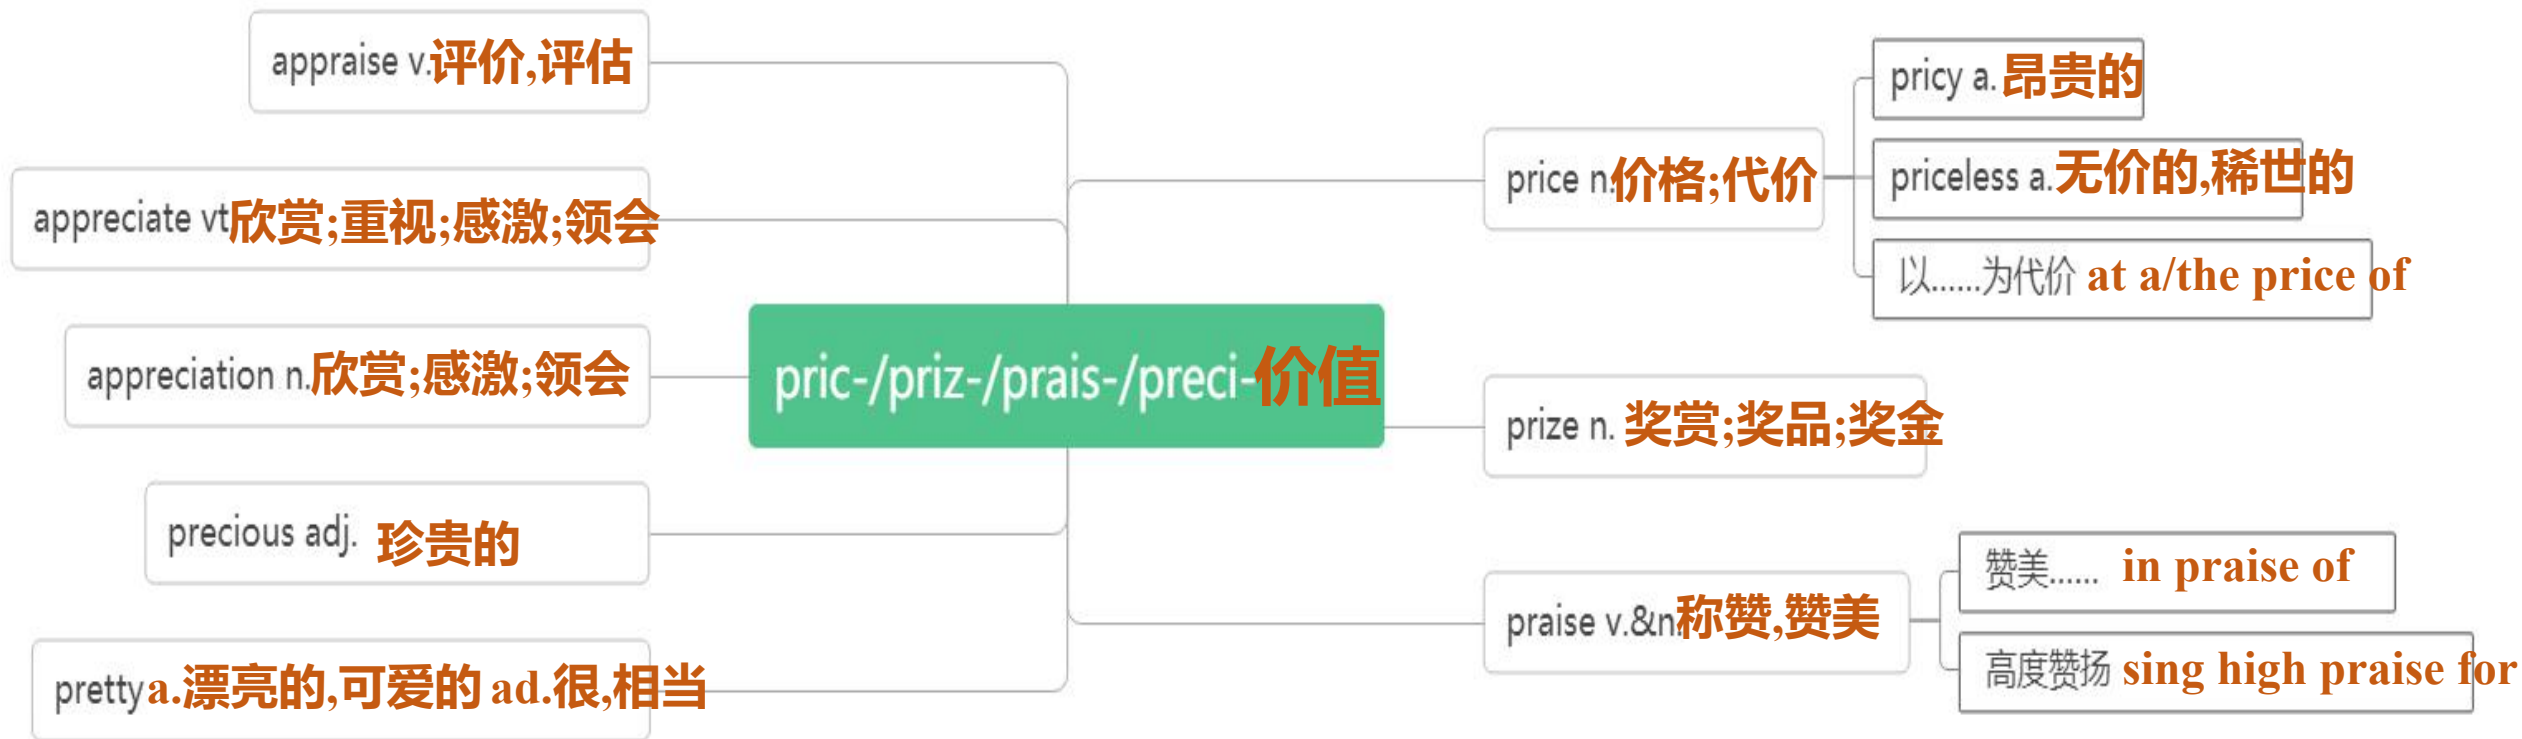 appraise v.评价,评估
appreciate vt欣赏;重视;感激;领会
appreciation n.欣赏;感激;领会
precious adj. 珍贵的
pretty a.漂亮的,可爱的 ad.很,相当
pric-/priz-/prais-/preci-价值
price n.价格;代价
pricy a.昂贵的
priceless a.无价的,稀世的
以……为代价 at a/the price of
prize n. 奖赏;奖品;奖金
praise v.&n.称赞,赞美
赞美…… in praise of
高度赞扬 sing high praise for